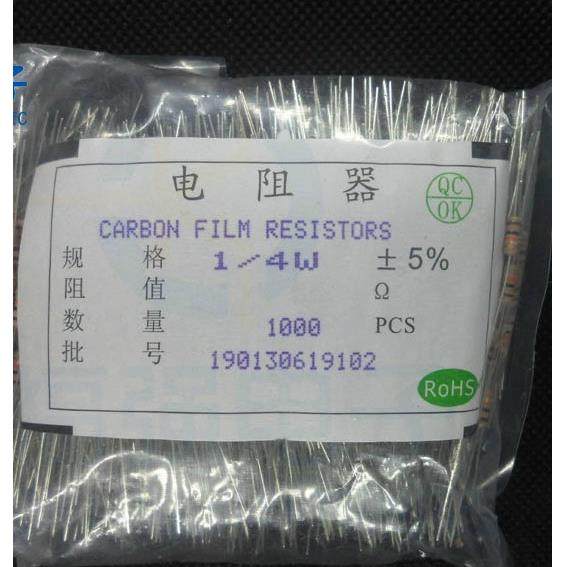 电阻器
QC
OK
CARBON FILM RESISTORS
规格 1/4W ±5%
阻值 Ω
数量 1000 PCS
批号 190130619102
RoHS